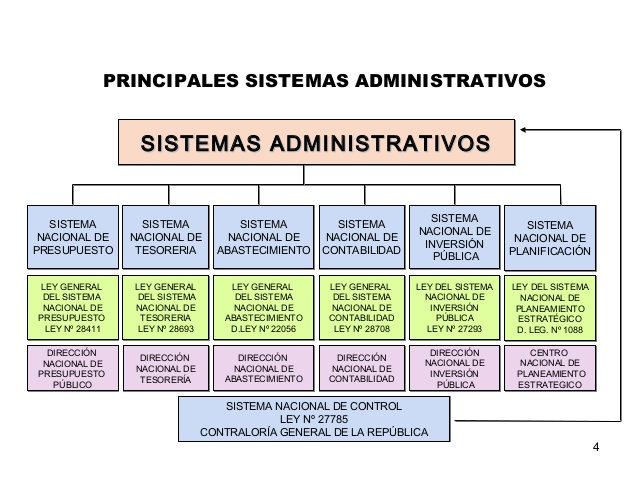 PRINCIPALES SISTEMAS ADMINISTRATIVOS
SISTEMAS ADMINISTRATIVOS
SISTEMA
NACIONAL DE
PRESUPUESTO
SISTEMA
NACIONAL DE
TESORERIA
SISTEMA
NACIONAL DE
ABASTECIMIENTO
SISTEMA
NACIONAL DE
CONTABILIDAD
SISTEMA
NACIONAL DE
INVERSIÓN
PÚBLICA
SISTEMA
NACIONAL DE
PLANIFICACIÓN
LEY GENERAL
DEL SISTEMA
NACIONAL DE
PRESUPUESTO
LEY Nº 28411
LEY GENERAL
DEL SISTEMA
NACIONAL DE
TESORERIA
LEY Nº 28693
LEY GENERAL
DEL SISTEMA
NACIONAL DE
ABASTECIMIENTO
D.LEY Nº 22056
LEY GENERAL
DEL SISTEMA
NACIONAL DE
CONTABILIDAD
LEY Nº 28708
LEY DEL SISTEMA
NACIONAL DE
INVERSIÓN
PÚBLICA
LEY Nº 27293
LEY DEL SISTEMA
NACIONAL DE
PLANEAMIENTO
ESTRATÉGICO
D. LEG. Nº 1088
DIRECCIÓN
NACIONAL DE
PRESUPUESTO
PÚBLICO
DIRECCIÓN
NACIONAL DE
TESORERÍA
DIRECCIÓN
NACIONAL DE
ABASTECIMIENTO
DIRECCIÓN
NACIONAL DE
CONTABILIDAD
DIRECCIÓN
NACIONAL DE
INVERSIÓN
PÚBLICA
CENTRO
NACIONAL DE
PLANEAMIENTO
ESTRATEGICO
SISTEMA NACIONAL DE CONTROL
LEY Nº 27785
CONTRALORÍA GENERAL DE LA REPÚBLICA
4